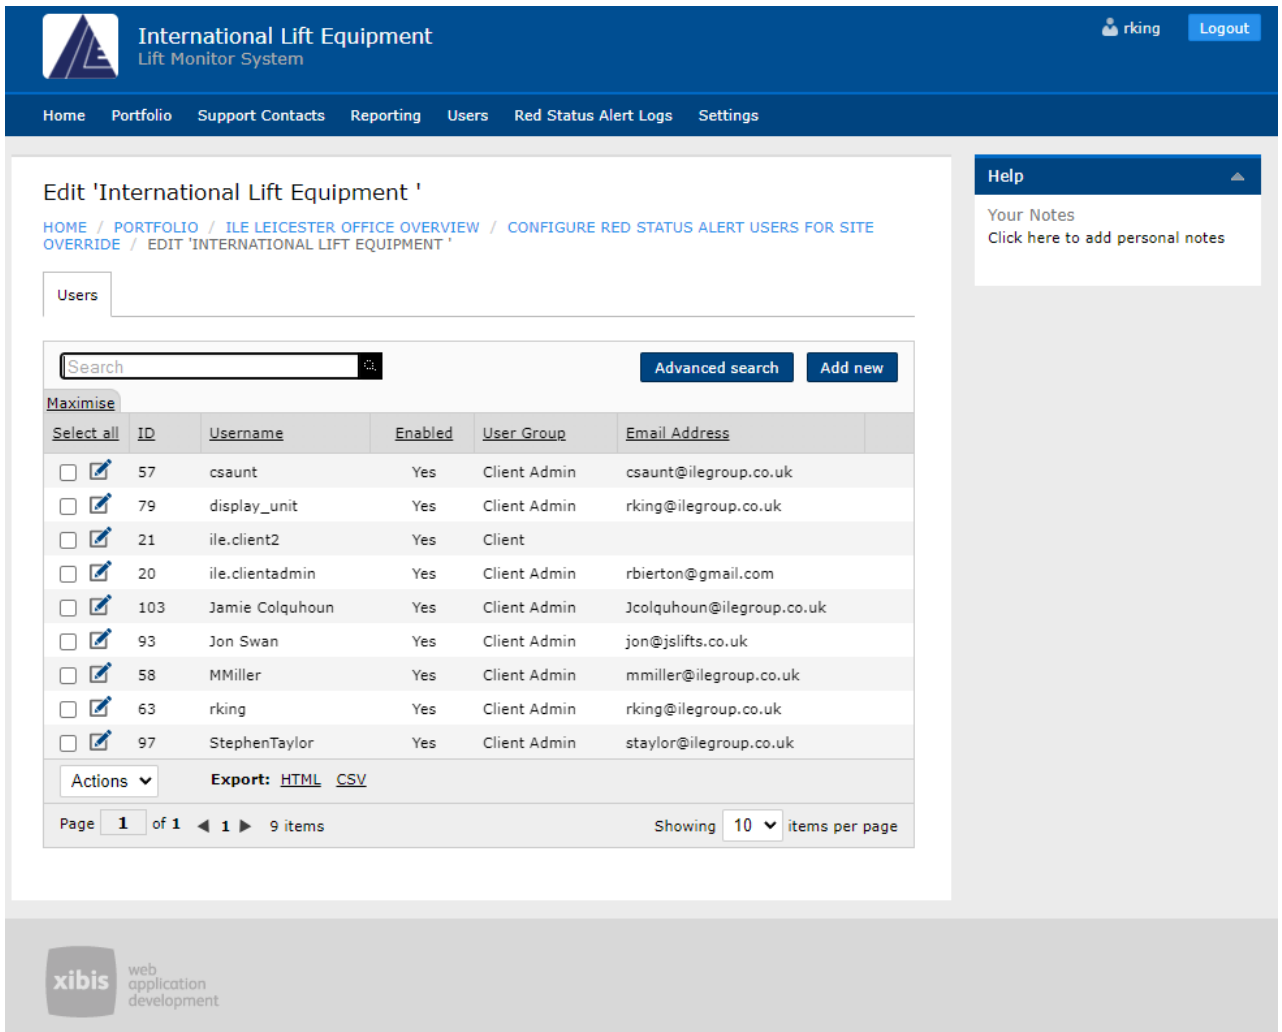 International Lift Equipment
Lift Monitor System
rking
Logout
Home Portfolio Support Contacts Reporting Users Red Status Alert Logs Settings
Edit 'International Lift Equipment '
HOME / PORTFOLIO / ILE LEICESTER OFFICE OVERVIEW / CONFIGURE RED STATUS ALERT USERS FOR SITE
OVERRIDE / EDIT 'INTERNATIONAL LIFT EQUIPMENT '
Users
Search
Advanced search
Add new
Maximise
Select all ID Username Enabled User Group Email Address
57 csaunt Yes Client Admin csaunt@ilegroup.co.uk
79 display_unit Yes Client Admin rking@ilegroup.co.uk
21 ile.client2 Yes Client
20 ile.clientadmin Yes Client Admin rbierton@gmail.com
103 Jamie Colquhoun Yes Client Admin Jcolquhoun@ilegroup.co.uk
93 Jon Swan Yes Client Admin jon@jslifts.co.uk
58 MMiller Yes Client Admin mmiller@ilegroup.co.uk
63 rking Yes Client Admin rking@ilegroup.co.uk
97 StephenTaylor Yes Client Admin staylor@ilegroup.co.uk
Actions Export: HTML CSV
Page 1 of 1 1 9 items Showing 10 items per page
Help
Your Notes
Click here to add personal notes
xibis
web
application
development